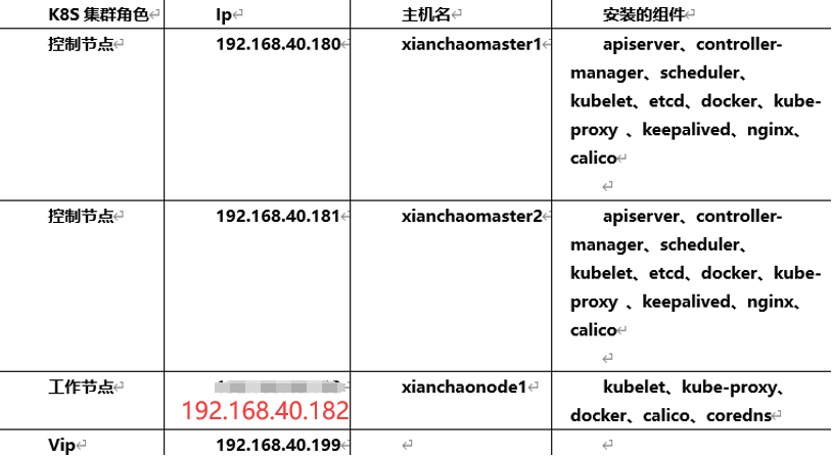 K8S 集群角色 Ip 主机名 安装的组件
控制节点 192.168.40.180 xianchaomaster1 apiserver、controller-
manager、scheduler、
kubelet、etcd、docker、kube-
proxy 、keepalived、nginx、
calico
控制节点 192.168.40.181 xianchaomaster2 apiserver、controller-
manager、scheduler、
kubelet、etcd、docker、kube-
proxy 、keepalived、nginx、
calico
工作节点 xianchaonode1 kubelet、kube-proxy、
192.168.40.182 docker、calico、coredns
Vip 192.168.40.199